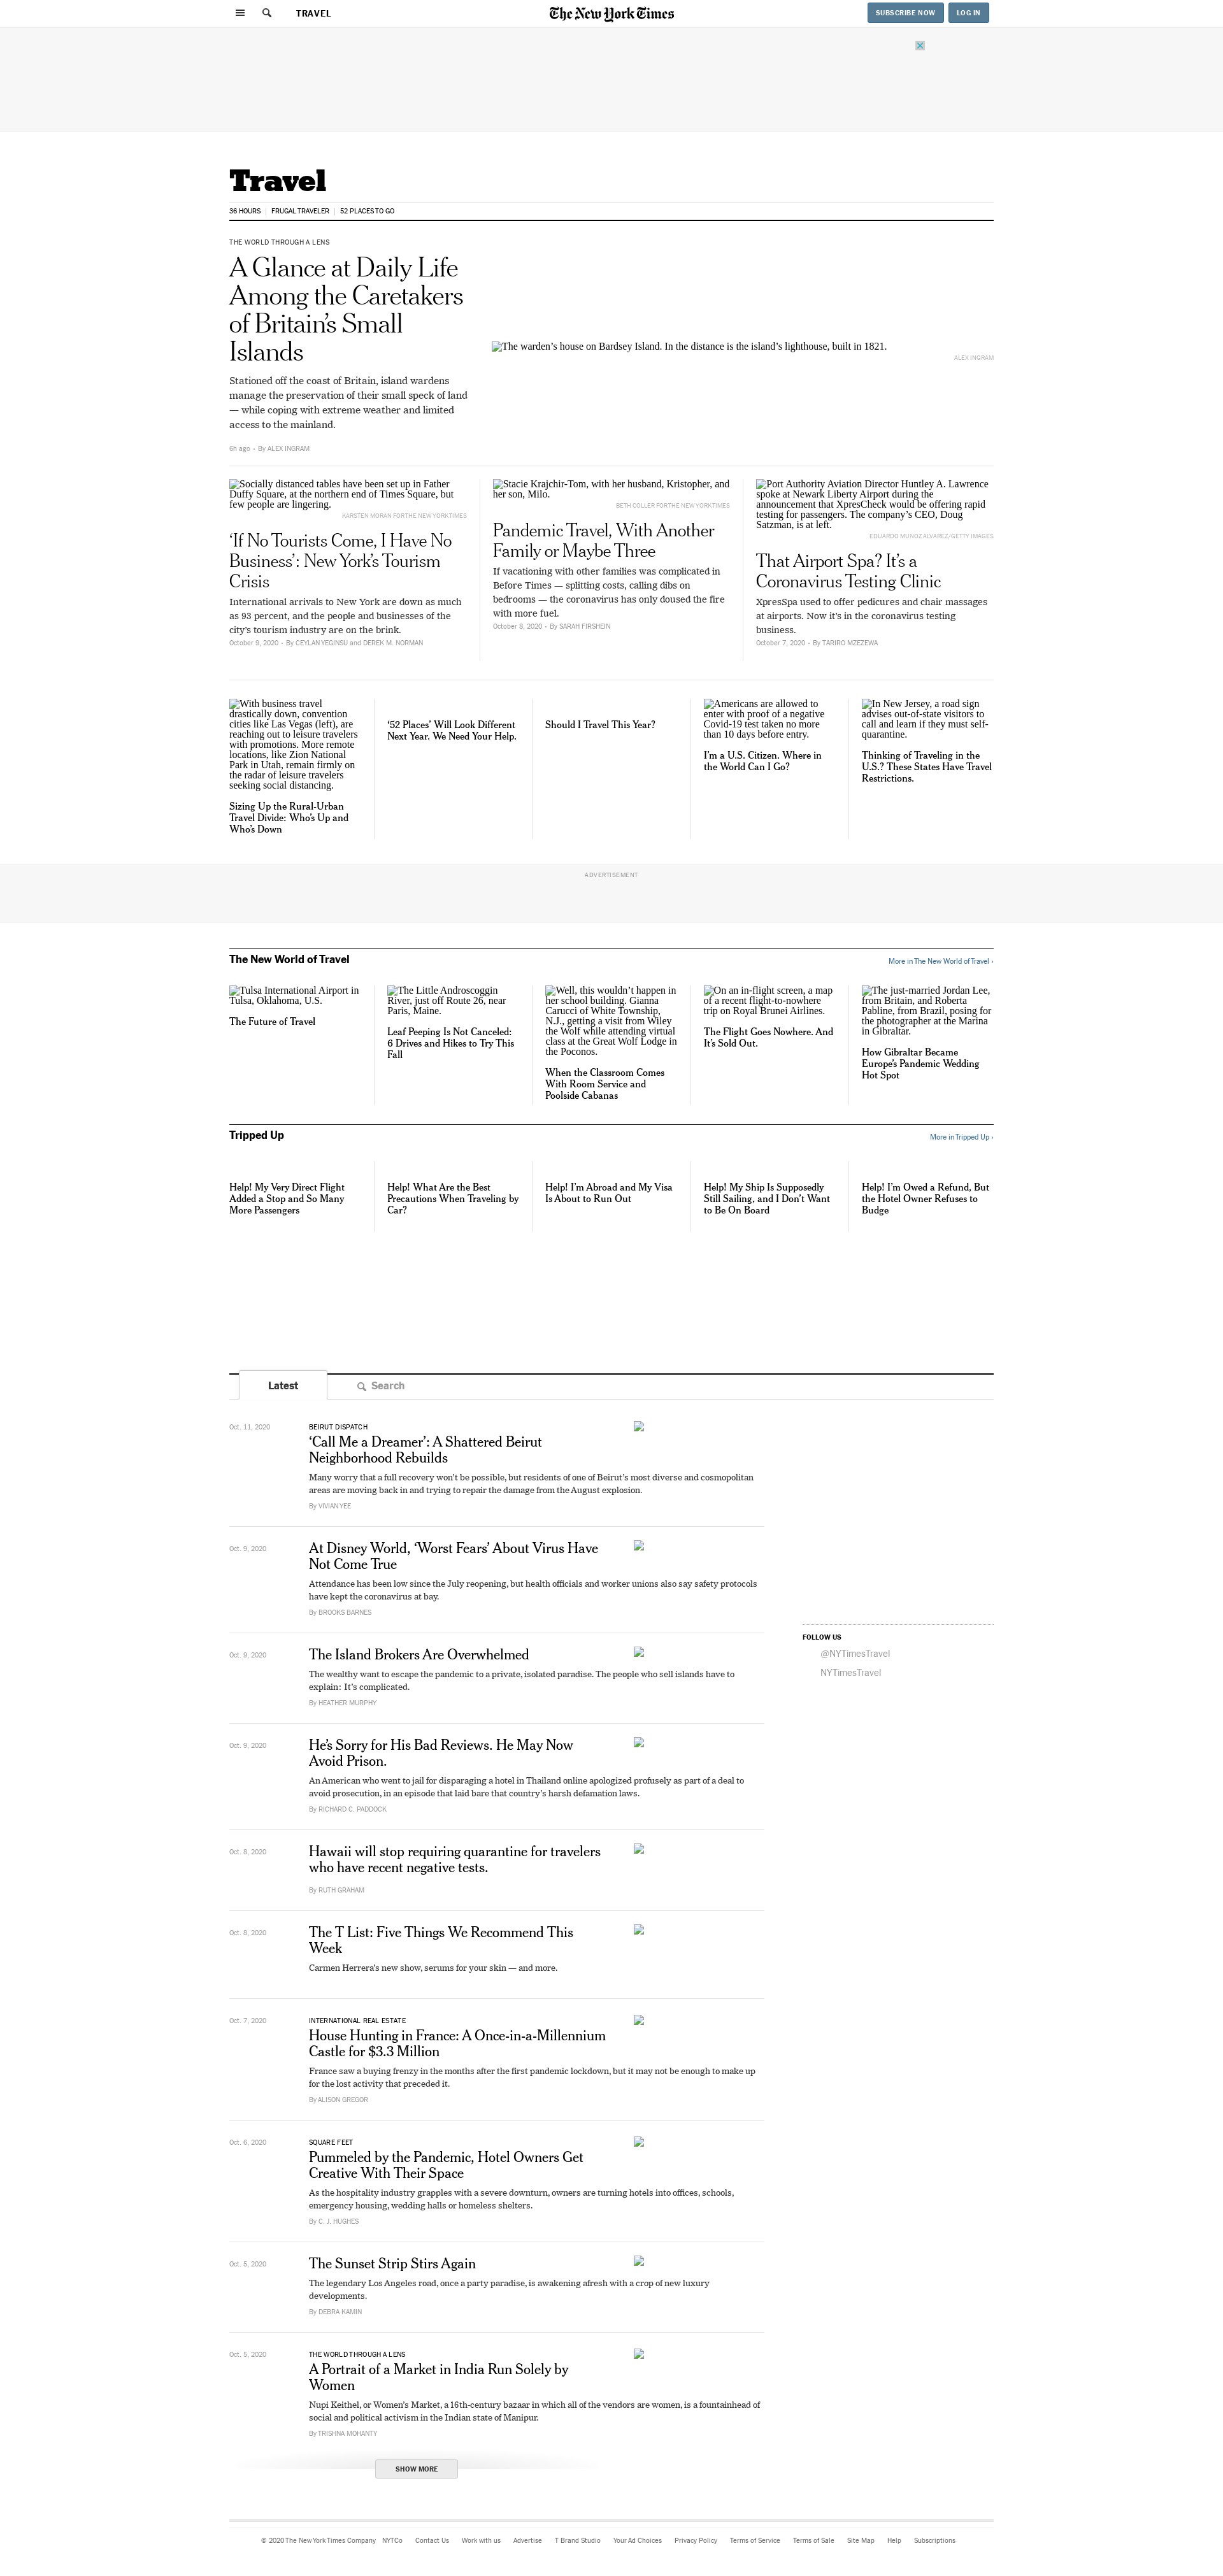 TRAVEL
The New York Times
SUBSCRIBE NOW
LOG IN
Travel
36 HOURS
FRUGAL TRAVELER
52 PLACES TO GO
THE WORLD THROUGH A LENS
A Glance at Daily Life
Among the Caretakers
of Britain’s Small
Islands
Stationed off the coast of Britain, island wardens
manage the preservation of their small speck of land
— while coping with extreme weather and limited
access to the mainland.
6h ago • By ALEX INGRAM
The warden’s house on Bardsey Island. In the distance is the island’s lighthouse, built in 1821.
ALEX INGRAM
Socially distanced tables have been set up in Father
Duffy Square, at the northern end of Times Square, but
few people are lingering.
KARSTEN MORAN FOR THE NEW YORK TIMES
‘If No Tourists Come, I Have No
Business’: New York’s Tourism
Crisis
International arrivals to New York are down as much
as 93 percent, and the people and businesses of the
city’s tourism industry are on the brink.
October 9, 2020 • By CEYLAN YEGINSU and DEREK M. NORMAN
Stacie Krajchir-Tom, with her husband, Kristopher, and
her son, Milo.
BETH COLLER FOR THE NEW YORK TIMES
Pandemic Travel, With Another
Family or Maybe Three
If vacationing with other families was complicated in
Before Times — splitting costs, calling dibs on
bedrooms — the coronavirus has only doused the fire
with more fuel.
October 8, 2020 • By SARAH FIRSHEIN
Port Authority Aviation Director Huntley A. Lawrence
spoke at Newark Liberty Airport during the
announcement that XpresCheck would be offering rapid
testing for passengers. The company’s CEO, Doug
Satzman, is at left.
EDUARDO MUNOZ ALVAREZ/GETTY IMAGES
That Airport Spa? It’s a
Coronavirus Testing Clinic
XpresSpa used to offer pedicures and chair massages
at airports. Now it’s in the coronavirus testing
business.
October 7, 2020 • By TARIRO MZEZEWA
With business travel
drastically down, convention
cities like Las Vegas (left), are
reaching out to leisure travelers
with promotions. More remote
locations, like Zion National
Park in Utah, remain firmly on
the radar of leisure travelers
seeking social distancing.
Sizing Up the Rural-Urban
Travel Divide: Who’s Up and
Who’s Down
‘52 Places’ Will Look Different
Next Year. We Need Your Help.
Should I Travel This Year?
Americans are allowed to
enter with proof of a negative
Covid-19 test taken no more
than 10 days before entry.
I’m a U.S. Citizen. Where in
the World Can I Go?
In New Jersey, a road sign
advises out-of-state visitors to
call and learn if they must self-
quarantine.
Thinking of Traveling in the
U.S.? These States Have Travel
Restrictions.
ADVERTISEMENT
The New World of Travel
More in The New World of Travel ›
Tulsa International Airport in
Tulsa, Oklahoma, U.S.
The Future of Travel
The Little Androscoggin
River, just off Route 26, near
Paris, Maine.
Leaf Peeping Is Not Canceled:
6 Drives and Hikes to Try This
Fall
Well, this wouldn’t happen in
her school building. Gianna
Carucci of White Township,
N.J., getting a visit from Wiley
the Wolf while attending virtual
class at the Great Wolf Lodge in
the Poconos.
When the Classroom Comes
With Room Service and
Poolside Cabanas
On an in-flight screen, a map
of a recent flight-to-nowhere
trip on Royal Brunei Airlines.
The Flight Goes Nowhere. And
It’s Sold Out.
The just-married Jordan Lee,
from Britain, and Roberta
Pabline, from Brazil, posing for
the photographer at the Marina
in Gibraltar.
How Gibraltar Became
Europe’s Pandemic Wedding
Hot Spot
Tripped Up
More in Tripped Up ›
Help! My Very Direct Flight
Added a Stop and So Many
More Passengers
Help! What Are the Best
Precautions When Traveling by
Car?
Help! I’m Abroad and My Visa
Is About to Run Out
Help! My Ship Is Supposedly
Still Sailing, and I Don’t Want
to Be On Board
Help! I’m Owed a Refund, But
the Hotel Owner Refuses to
Budge
Latest
Search
Oct. 11, 2020
BEIRUT DISPATCH
‘Call Me a Dreamer’: A Shattered Beirut
Neighborhood Rebuilds
Many worry that a full recovery won’t be possible, but residents of one of Beirut’s most diverse and cosmopolitan
areas are moving back in and trying to repair the damage from the August explosion.
By VIVIAN YEE
Oct. 9, 2020
At Disney World, ‘Worst Fears’ About Virus Have
Not Come True
Attendance has been low since the July reopening, but health officials and worker unions also say safety protocols
have kept the coronavirus at bay.
By BROOKS BARNES
Oct. 9, 2020
The Island Brokers Are Overwhelmed
The wealthy want to escape the pandemic to a private, isolated paradise. The people who sell islands have to
explain: It’s complicated.
By HEATHER MURPHY
FOLLOW US
@NYTimesTravel
NYTimesTravel
Oct. 9, 2020
He’s Sorry for His Bad Reviews. He May Now
Avoid Prison.
An American who went to jail for disparaging a hotel in Thailand online apologized profusely as part of a deal to
avoid prosecution, in an episode that laid bare that country’s harsh defamation laws.
By RICHARD C. PADDOCK
Oct. 8, 2020
Hawaii will stop requiring quarantine for travelers
who have recent negative tests.
By RUTH GRAHAM
Oct. 8, 2020
The T List: Five Things We Recommend This
Week
Carmen Herrera’s new show, serums for your skin — and more.
Oct. 7, 2020
INTERNATIONAL REAL ESTATE
House Hunting in France: A Once-in-a-Millennium
Castle for $3.3 Million
France saw a buying frenzy in the months after the first pandemic lockdown, but it may not be enough to make up
for the lost activity that preceded it.
By ALISON GREGOR
Oct. 6, 2020
SQUARE FEET
Pummeled by the Pandemic, Hotel Owners Get
Creative With Their Space
As the hospitality industry grapples with a severe downturn, owners are turning hotels into offices, schools,
emergency housing, wedding halls or homeless shelters.
By C. J. HUGHES
Oct. 5, 2020
The Sunset Strip Stirs Again
The legendary Los Angeles road, once a party paradise, is awakening afresh with a crop of new luxury
developments.
By DEBRA KAMIN
Oct. 5, 2020
THE WORLD THROUGH A LENS
A Portrait of a Market in India Run Solely by
Women
Nupi Keithel, or Women’s Market, a 16th-century bazaar in which all of the vendors are women, is a fountainhead of
social and political activism in the Indian state of Manipur.
By TRISHNA MOHANTY
SHOW MORE
© 2020 The New York Times Company
NYTCo
Contact Us
Work with us
Advertise
T Brand Studio
Your Ad Choices
Privacy Policy
Terms of Service
Terms of Sale
Site Map
Help
Subscriptions